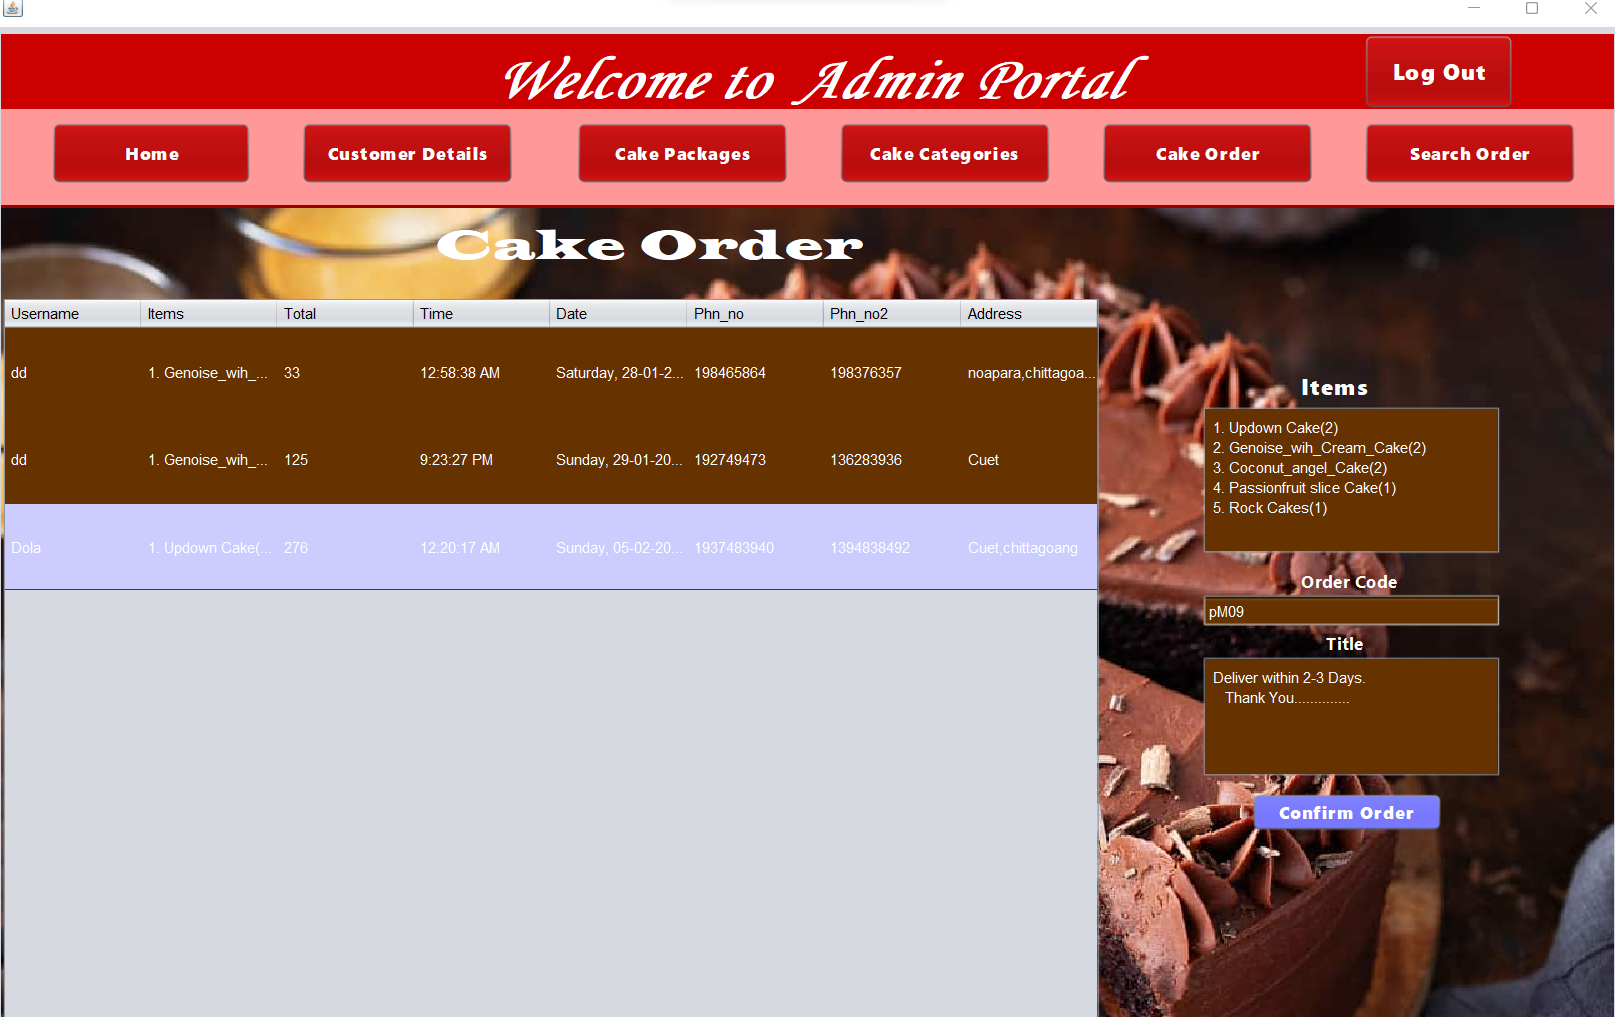 Welcome to Admin Portal
Log Out
Home Customer Details Cake Packages Cake Categories Cake Order Search Order
Cake Order
Username Items Total Time Date Phn_no Phn_no2 Address
dd 1. Genoise_wih_... 33 12:58:38 AM Saturday, 28-01-2... 198465864 198376357 noapara,chittagoa...
dd 1. Genoise_wih_... 125 9:23:27 PM Sunday, 29-01-20... 192749473 136283936 Cuet
Dola 1. Updown Cake(... 276 12:20:17 AM Sunday, 05-02-20... 1937483940 1394838492 Cuet,chittagoang
Items
1. Updown Cake(2)
2. Genoise_wih_Cream_Cake(2)
3. Coconut_angel_Cake(2)
4. Passionfruit slice Cake(1)
5. Rock Cakes(1)
Order Code
pM09
Title
Deliver within 2-3 Days.
Thank You..............
Confirm Order